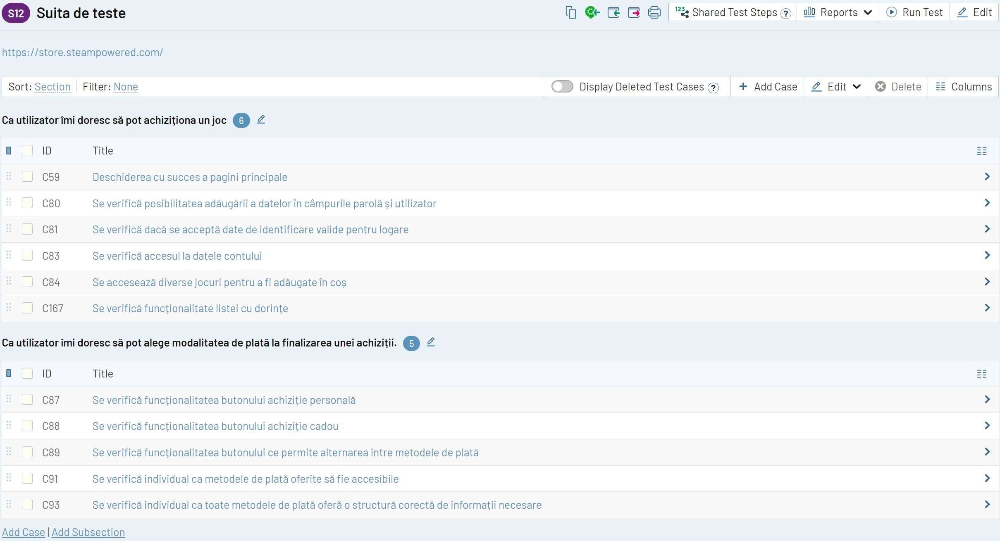 S12 Suita de teste 123 Shared Test Steps ? Reports Run Test Edit
https://store.steampowered.com/
Sort: Section Filter: None Display Deleted Test Cases ? + Add Case Edit Delete Columns
Ca utilizator îmi doresc să pot achiziționa un joc 6
ID Title
C59 Deschiderea cu succes a pagini principale
C80 Se verifică posibilitatea adăugării a datelor în câmpurile parolă și utilizator
C81 Se verifică dacă se acceptă date de identificare valide pentru logare
C83 Se verifică accesul la datele contului
C84 Se accesează diverse jocuri pentru a fi adăugate în coș
C167 Se verifică funcționalitate listei cu dorințe
Ca utilizator îmi doresc să pot alege modalitatea de plată la finalizarea unei achiziții. 5
ID Title
C87 Se verifică funcționalitatea butonului achiziție personală
C88 Se verifică funcționalitatea butonului achiziție cadou
C89 Se verifică funcționalitatea butonului ce permite alternarea intre metodele de plată
C91 Se verifică individual ca metodele de plată oferite să fie accesibile
C93 Se verifică individual ca toate metodele de plată oferă o structură corectă de informații necesare
Add Case | Add Subsection